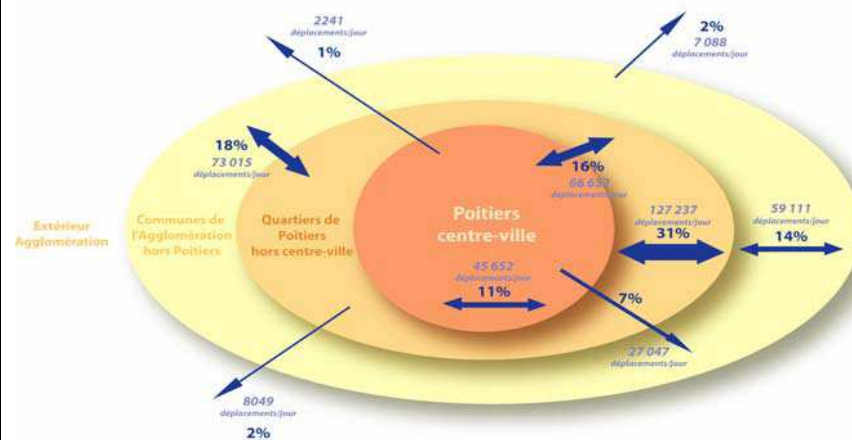 2241
déplacements/jour
1%
2%
7 088
déplacements/jour
18%
73 015
déplacements/jour
16%
66 652
déplacements/jour
Extérieur
Agglomération
Communes de
l'Agglomération
hors Poitiers
Quartiers de
Poitiers
hors centre-ville
Poitiers
centre-ville
127 237
déplacements/jour
31%
59 111
déplacements/jour
14%
45 652
déplacements/jour
11%
7%
27 047
déplacements/jour
8049
déplacements/jour
2%